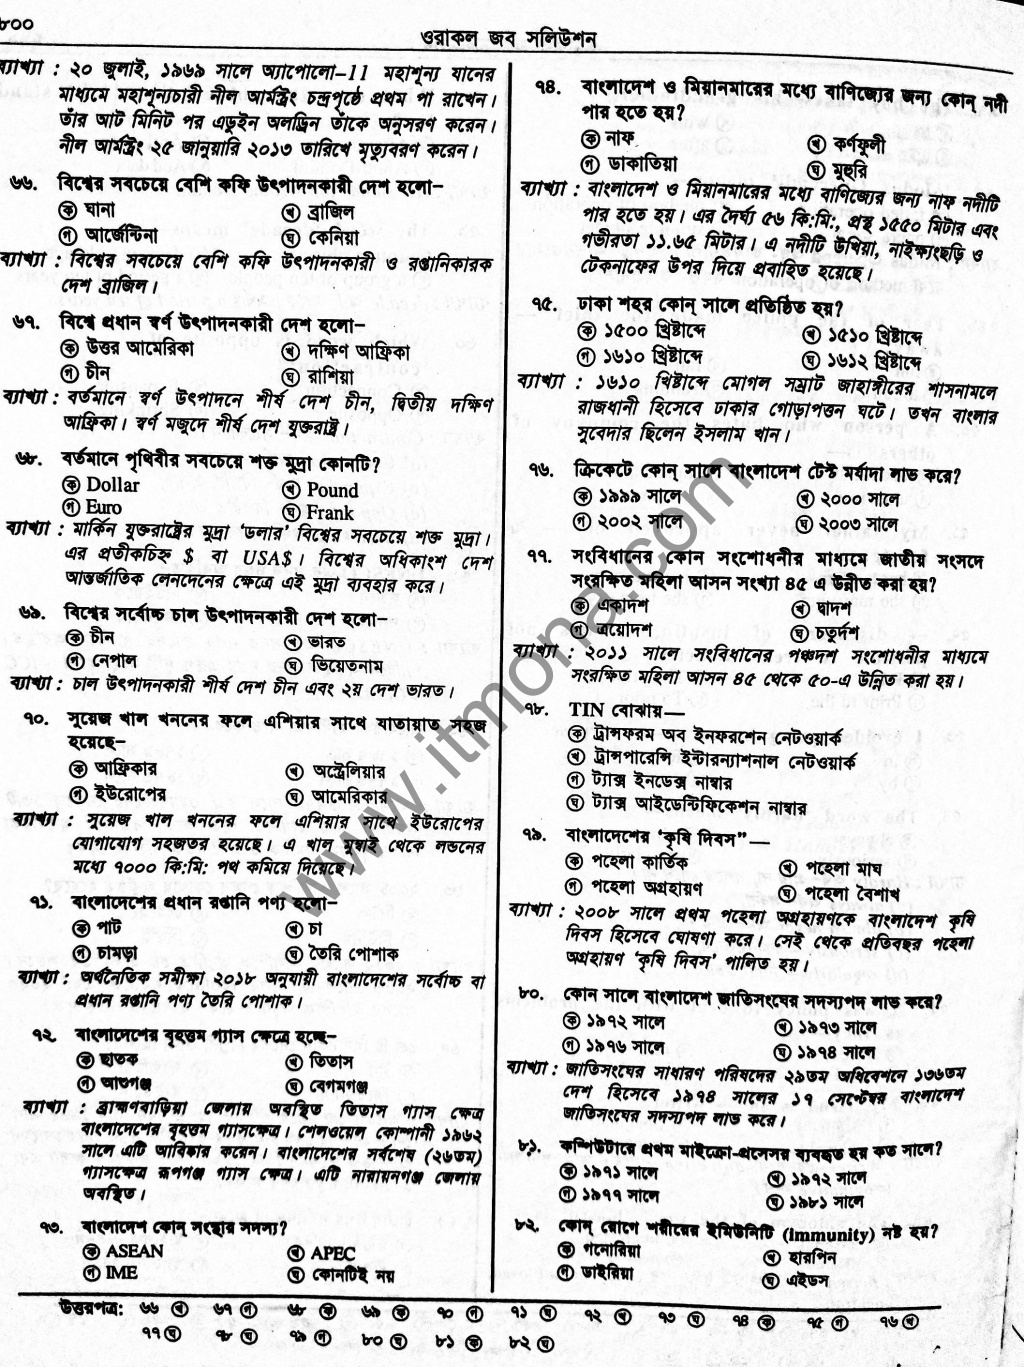 ৮০০
ওরাকল জব সলিউশন
ব্যাখ্যা : ২০ জুলাই, ১৯৬৯ সালে অ্যাপোলো–11 মহাশূন্য যানের
মাধ্যমে মহাশূন্যচারী নীল আর্মস্ট্রিং চন্দ্রপৃষ্ঠে প্রথম পা রাখেন।
তাঁর আট মিনিট পর এডুইন অলড্রিন তাঁকে অনুসরণ করেন।
নীল আর্মস্ট্রিং ২৫ জানুয়ারি ২০১৩ তারিখে মৃত্যুবরণ করেন।
৬৬. বিশ্বের সবচেয়ে বেশি কফি উৎপাদনকারী দেশ হলো–
ক ঘানা খ ব্রাজিল
গ আর্জেন্টিনা ঘ কেনিয়া
ব্যাখ্যা : বিশ্বের সবচেয়ে বেশি কফি উৎপাদনকারী ও রপ্তানিকারক
দেশ ব্রাজিল।
৬৭. বিশ্বে প্রধান স্বর্ণ উৎপাদনকারী দেশ হলো–
ক উত্তর আমেরিকা খ দক্ষিণ আফ্রিকা
গ চীন ঘ রাশিয়া
ব্যাখ্যা : বর্তমানে স্বর্ণ উৎপাদনে শীর্ষ দেশ চীন, দ্বিতীয় দক্ষিণ
আফ্রিকা। স্বর্ণ মজুদে শীর্ষ দেশ যুক্তরাষ্ট্র।
৬৮. বর্তমানে পৃথিবীর সবচেয়ে শক্ত মুদ্রা কোনটি?
ক Dollar খ Pound
গ Euro ঘ Frank
ব্যাখ্যা : মার্কিন যুক্তরাষ্ট্রের মুদ্রা ‘ডলার’ বিশ্বের সবচেয়ে শক্ত মুদ্রা।
এর প্রতীকচিহ্ন $ বা USA$। বিশ্বের অধিকাংশ দেশ
আন্তর্জাতিক লেনদেনের ক্ষেত্রে এই মুদ্রা ব্যবহার করে।
৬৯. বিশ্বের সর্বোচ্চ চাল উৎপাদনকারী দেশ হলো–
ক চীন খ ভারত
গ নেপাল ঘ ভিয়েতনাম
ব্যাখ্যা : চাল উৎপাদনকারী শীর্ষ দেশ চীন এবং ২য় দেশ ভারত।
৭০. সুয়েজ খাল খননের ফলে এশিয়ার সাথে যাতায়াত সহজ
হয়েছে–
ক আফ্রিকার খ অস্ট্রেলিয়ার
গ ইউরোপের ঘ আমেরিকার
ব্যাখ্যা : সুয়েজ খাল খননের ফলে এশিয়ার সাথে ইউরোপের
যোগাযোগ সহজতর হয়েছে। এ খাল মুম্বাই থেকে লন্ডনের
মধ্যে ৭০০০ কি:মি: পথ কমিয়ে দিয়েছে।
৭১. বাংলাদেশের প্রধান রপ্তানি পণ্য হলো–
ক পাট খ চা
গ চামড়া ঘ তৈরি পোশাক
ব্যাখ্যা : অর্থনৈতিক সমীক্ষা ২০১৮ অনুযায়ী বাংলাদেশের সর্বোচ্চ বা
প্রধান রপ্তানি পণ্য তৈরি পোশাক।
৭২. বাংলাদেশের বৃহত্তম গ্যাস ক্ষেত্রে হচ্ছে–
ক ছাতক খ তিতাস
গ আশুগঞ্জ ঘ বেগমগঞ্জ
ব্যাখ্যা : ব্রাহ্মণবাড়িয়া জেলায় অবস্থিত তিতাস গ্যাস ক্ষেত্র
বাংলাদেশের বৃহত্তম গ্যাসক্ষেত্র। শেলওয়েল কোম্পানী ১৯৬২
সালে এটি আবিষ্কার করেন। বাংলাদেশের সর্বশেষ (২৬তম)
গ্যাসক্ষেত্র রূপগঞ্জ গ্যাস ক্ষেত্র। এটি নারায়নগঞ্জ জেলায়
অবস্থিত।
৭৩. বাংলাদেশ কোন্ সংস্থার সদস্য?
ক ASEAN খ APEC
গ IME ঘ কোনটিই নয়
৭৪. বাংলাদেশ ও মিয়ানমারের মধ্যে বাণিজ্যের জন্য কোন্ নদী
পার হতে হয়?
ক নাফ খ কর্ণফুলী
গ ডাকাতিয়া ঘ মুহুরি
ব্যাখ্যা : বাংলাদেশ ও মিয়ানমারের মধ্যে বাণিজ্যের জন্য নাফ নদীটি
পার হতে হয়। এর দৈর্ঘ্য ৫৬ কি:মি:, প্রস্থ ১৫৫০ মিটার এবং
গভীরতা ১১.৬৫ মিটার। এ নদীটি উখিয়া, নাইক্ষ্যংছড়ি ও
টেকনাফের উপর দিয়ে প্রবাহিত হয়েছে।
৭৫. ঢাকা শহর কোন্ সালে প্রতিষ্ঠিত হয়?
ক ১৫০০ খ্রিষ্টাব্দে খ ১৫১০ খ্রিষ্টাব্দে
গ ১৬১০ খ্রিষ্টাব্দে ঘ ১৬১২ খ্রিষ্টাব্দে
ব্যাখ্যা : ১৬১০ খিষ্টাব্দে মোগল সম্রাট জাহাঙ্গীরের শাসনামলে
রাজধানী হিসেবে ঢাকার গোড়াপত্তন ঘটে। তখন বাংলার
সুবেদার ছিলেন ইসলাম খান।
৭৬. ক্রিকেটে কোন্ সালে বাংলাদেশ টেস্ট মর্যাদা লাভ করে?
ক ১৯৯৯ সালে খ ২০০০ সালে
গ ২০০২ সালে ঘ ২০০৩ সালে
৭৭. সংবিধানের কোন সংশোধনীর মাধ্যমে জাতীয় সংসদে
সংরক্ষিত মহিলা আসন সংখ্যা ৪৫ এ উন্নীত করা হয়?
ক একাদশ খ দ্বাদশ
গ ত্রয়োদশ ঘ চতুর্দশ
ব্যাখ্যা : ২০১১ সালে সংবিধানের পঞ্চদশ সংশোধনীর মাধ্যমে
সংরক্ষিত মহিলা আসন ৪৫ থেকে ৫০-এ উন্নিত করা হয়।
৭৮. TIN বোঝায়—
ক ট্রান্সফরম অব ইনফরশেন নেটওয়ার্ক
খ ট্রান্সপারেন্সি ইন্টারন্যাশনাল নেটওয়ার্ক
গ ট্যাক্স ইনডেক্স নাম্বার
ঘ ট্যাক্স আইডেন্টিফিকেশন নাম্বার
৭৯. বাংলাদেশের ‘কৃষি দিবস”—
ক পহেলা কার্তিক খ পহেলা মাঘ
গ পহেলা অগ্রহায়ণ ঘ পহেলা বৈশাখ
ব্যাখ্যা : ২০০৮ সালে প্রথম পহেলা অগ্রহায়ণকে বাংলাদেশ কৃষি
দিবস হিসেবে ঘোষণা করে। সেই থেকে প্রতিবছর পহেলা
অগ্রহায়ণ ‘কৃষি দিবস’ পালিত হয়।
৮০. কোন সালে বাংলাদেশ জাতিসংঘের সদস্যপদ লাভ করে?
ক ১৯৭২ সালে খ ১৯৭৩ সালে
গ ১৯৭৬ সালে ঘ ১৯৭৪ সালে
ব্যাখ্যা : জাতিসংঘের সাধারণ পরিষদের ২৯তম অধিবেশনে ১৩৬তম
দেশ হিসেবে ১৯৭৪ সালের ১৭ সেপ্টেম্বর বাংলাদেশ
জাতিসংঘের সদস্যপদ লাভ করে।
৮১. কম্পিউটারে প্রথম মাইক্রো-প্রসেসর ব্যবহৃত হয় কত সালে?
ক ১৯৭১ সালে খ ১৯৭২ সালে
গ ১৯৭৭ সালে ঘ ১৯৮১ সালে
৮২. কোন্ রোগে শরীরের ইমিউনিটি (immunity) নষ্ট হয়?
ক গনোরিয়া খ হারপিন
গ ডাইরিয়া ঘ এইডস
উত্তরপত্র: ৬৬ খ ৬৭ গ ৬৮ ক ৬৯ ক ৭০ গ ৭১ ঘ ৭২ খ ৭৩ ঘ ৭৪ ক ৭৫ গ ৭৬ খ
৭৭ ঘ ৭৮ ঘ ৭৯ গ ৮০ ঘ ৮১ ক ৮২ ঘ
www.itmona.com